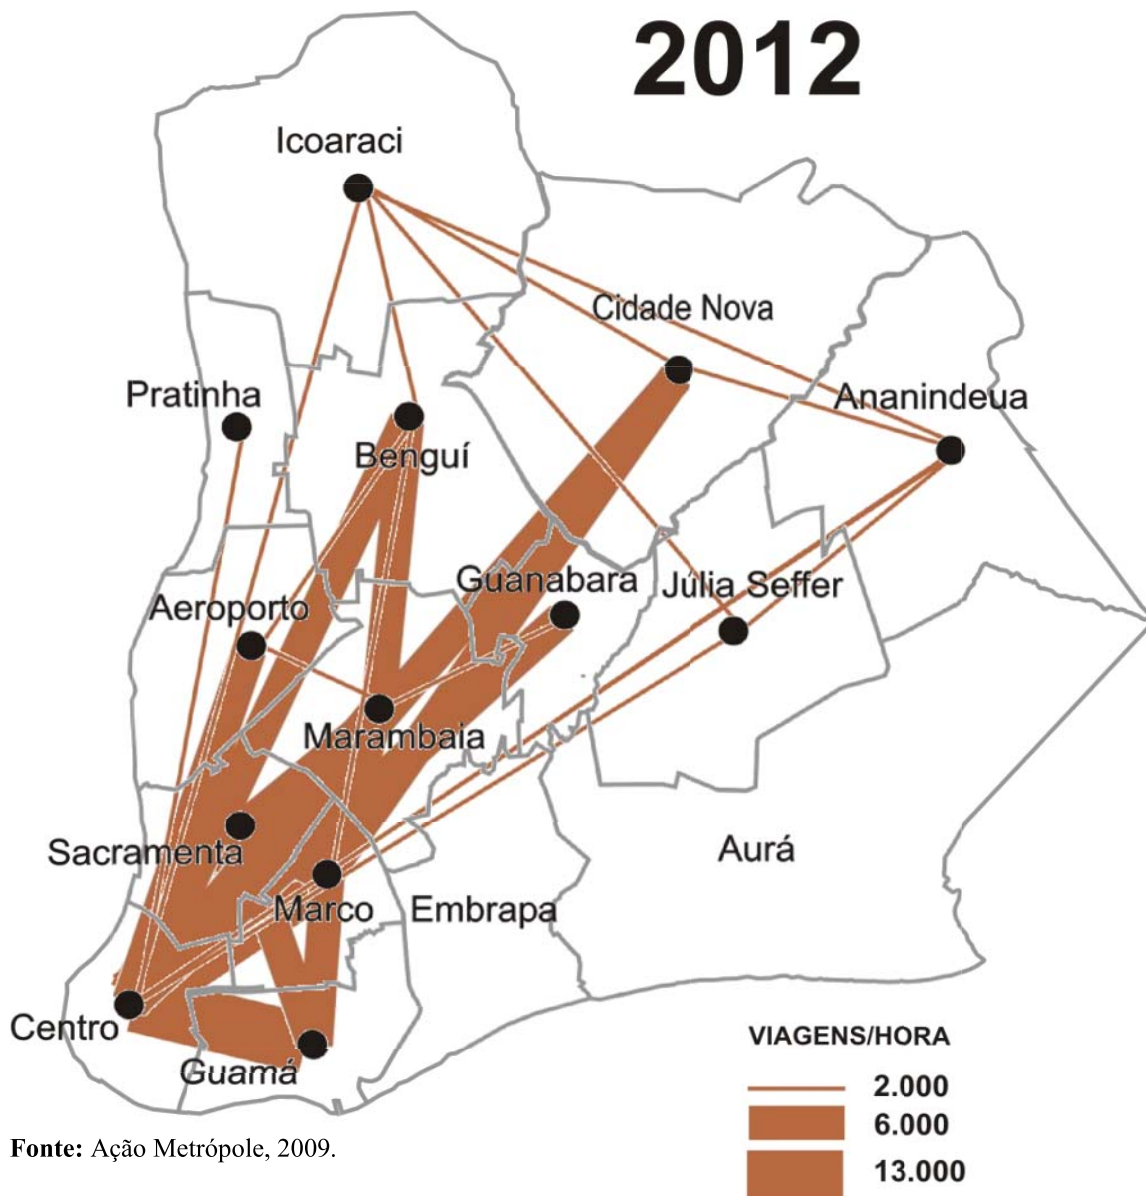 2012
Icoaraci
Cidade Nova
Pratinha
Ananindeua
Benguí
Guanabara
Júlia Seffer
Aeroporto
Marambaia
Sacramenta
Aurá
Marco
Embrapa
Centro
Guamá
VIAGENS/HORA
2.000
6.000
13.000
Fonte: Ação Metrópole, 2009.